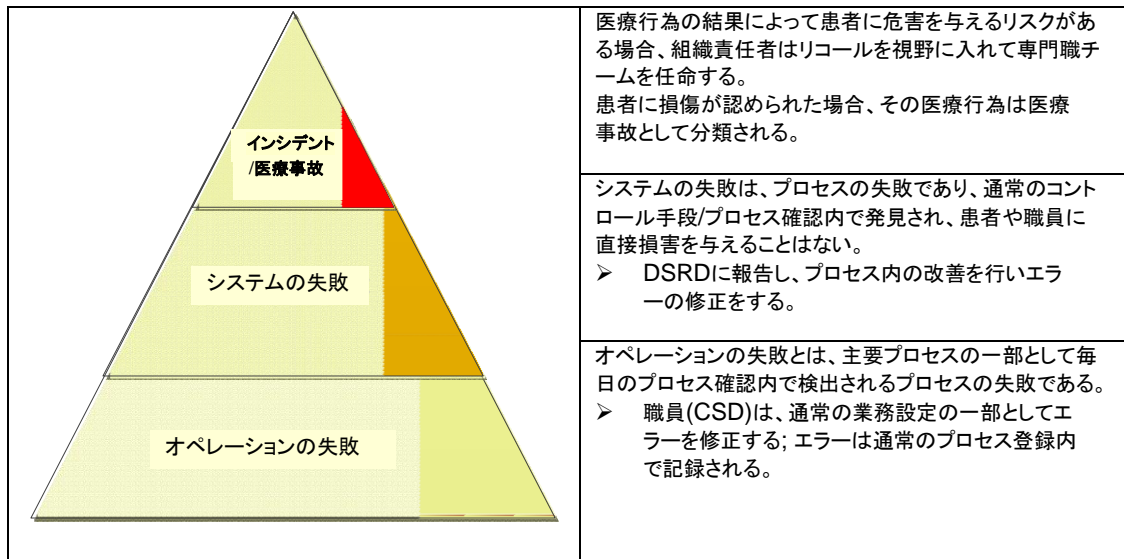 インシデント
/医療事故
システムの失敗
オペレーションの失敗
医療行為の結果によって患者に危害を与えるリスクがあ
る場合、組織責任者はリコールを視野に入れて専門職チ
ームを任命する。
患者に損傷が認められた場合、その医療行為は医療
事故として分類される。
システムの失敗は、プロセスの失敗であり、通常のコント
ロール手段/プロセス確認内で発見され、患者や職員に
直接損害を与えることはない。
➢ DSRDに報告し、プロセス内の改善を行いエラ
ーの修正をする。
オペレーションの失敗とは、主要プロセスの一部として毎
日のプロセス確認内で検出されるプロセスの失敗である。
➢ 職員(CSD)は、通常の業務設定の一部としてエ
ラーを修正する; エラーは通常のプロセス登録内
で記録される。